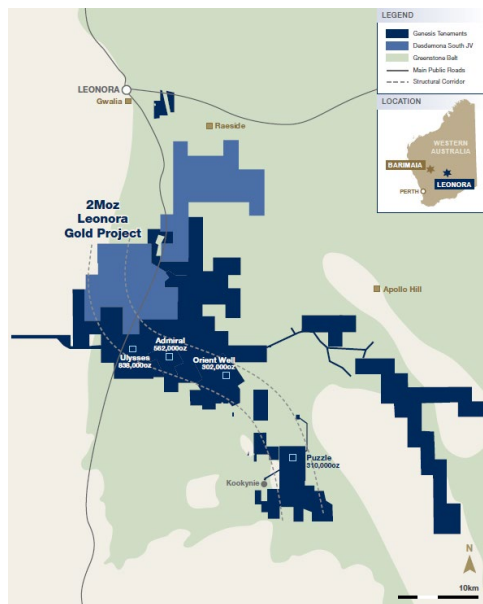 LEGEND
Genesis Tenements
Desdemona South JV
Greenstone Belt
Main Public Roads
Structural Corridor
LOCATION
WESTERN
AUSTRALIA
BARIMAIA
LEONORA
PERTH
LEONORA
Gwalia
Raeside
2Moz
Leonora
Gold Project
Apollo Hill
Ulysses
838,000oz
Admiral
562,000oz
Orient Well
302,000oz
Puzzle
310,000oz
Kookynie
N
10km